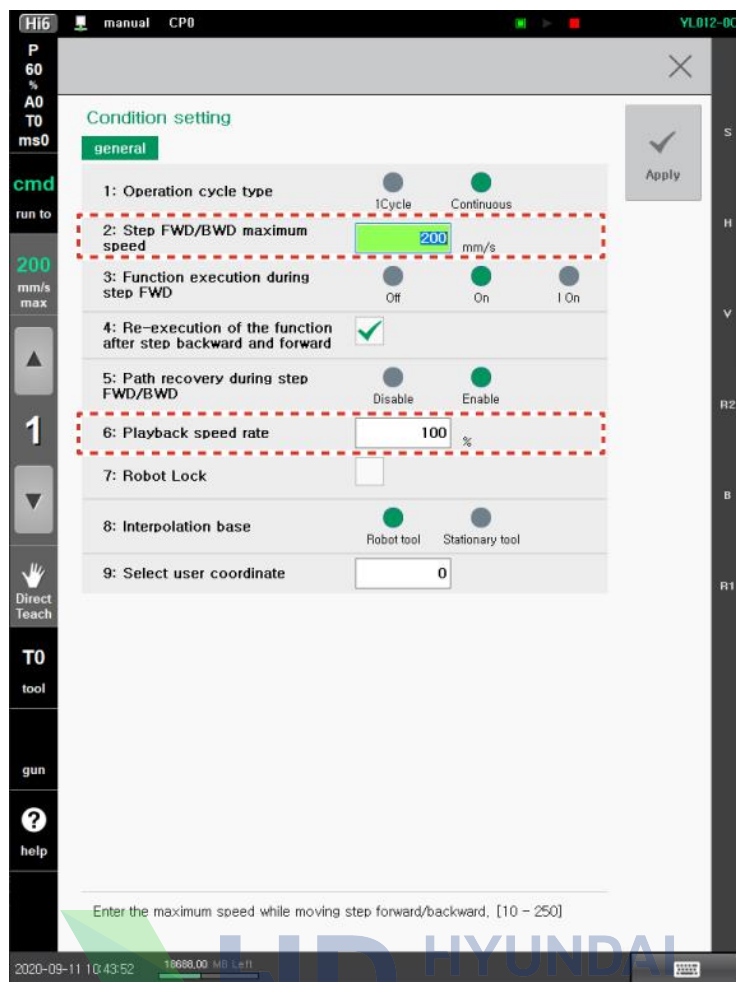 Hi6 manual CP0 YL012-0C
P
60
%
A0
T0
ms0
cmd
run to
200
mm/s
max
1
Direct
Teach
T0
tool
gun
help
Condition setting
general
Apply
1: Operation cycle type
1Cycle Continuous
2: Step FWD/BWD maximum
speed
200 mm/s
3: Function execution during
step FWD
Off On I On
4: Re-execution of the function
after step backward and forward
5: Path recovery during step
FWD/BWD
Disable Enable
6: Playback speed rate
100 %
7: Robot Lock
8: Interpolation base
Robot tool Stationary tool
9: Select user coordinate
0
S
H
V
R2
B
R1
Enter the maximum speed while moving step forward/backward, [10 - 250]
HYUNDAI
2020-09-11 10:43:52 18688,00 MB Left